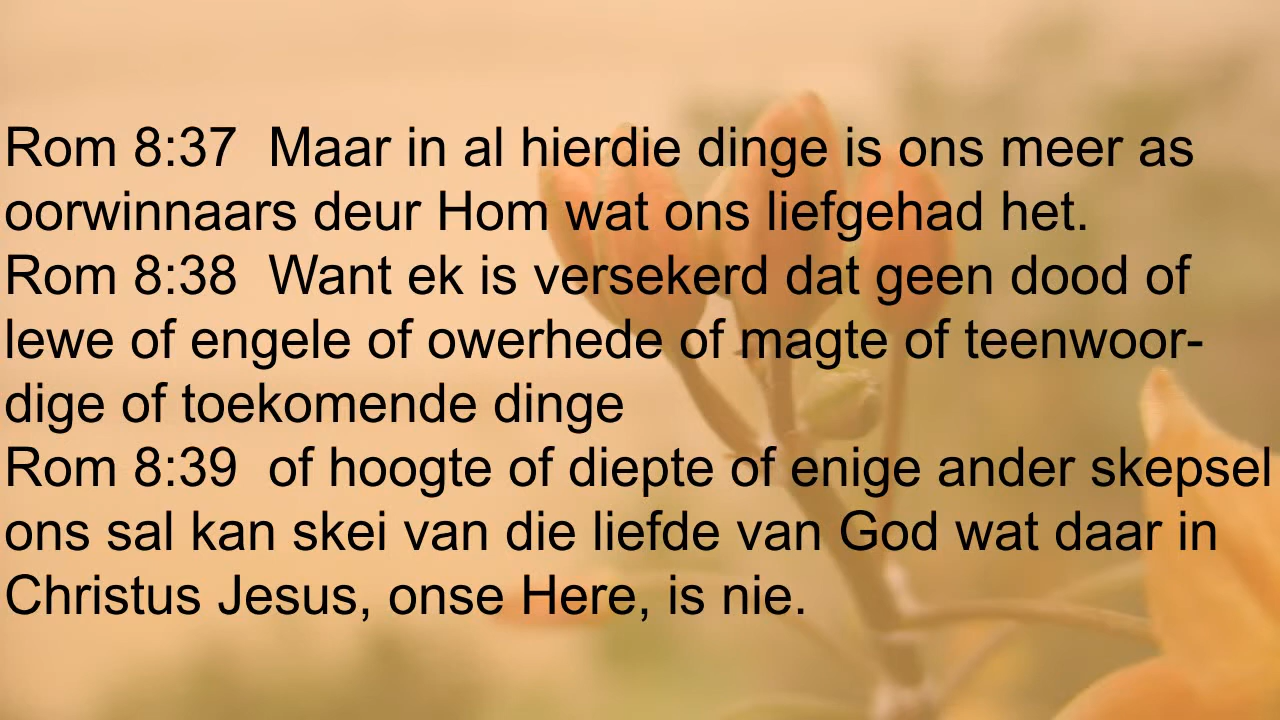 Rom 8:37  Maar in al hierdie dinge is ons meer as
oorwinnaars deur Hom wat ons liefgehad het.
Rom 8:38  Want ek is versekerd dat geen dood of
lewe of engele of owerhede of magte of teenwoor-
dige of toekomende dinge
Rom 8:39  of hoogte of diepte of enige ander skepsel
ons sal kan skei van die liefde van God wat daar in
Christus Jesus, onse Here, is nie.